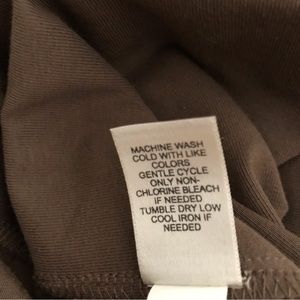 MACHINE WASH
COLD WITH LIKE
COLORS
GENTLE CYCLE
ONLY NON-
CHLORINE BLEACH
IF NEEDED
TUMBLE DRY LOW
COOL IRON IF
NEEDED